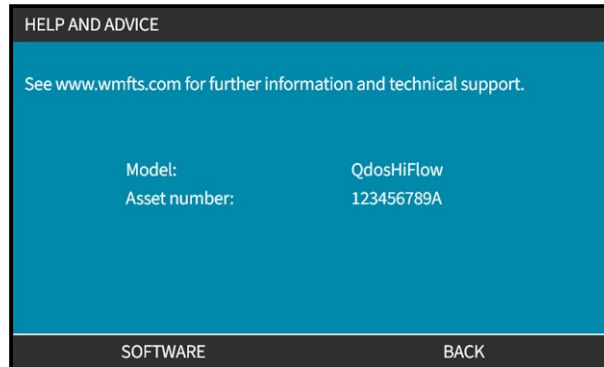 HELP AND ADVICE
See www.wmfts.com for further information and technical support.
Model: QdosHiFlow
Asset number: 123456789A
SOFTWARE BACK